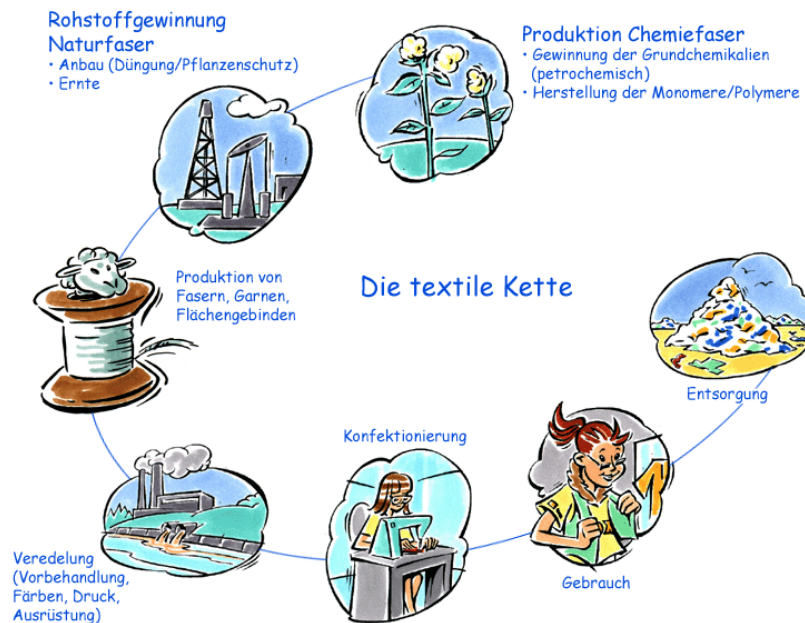 Rohstoffgewinnung
Naturfaser
• Anbau (Düngung/Pflanzenschutz)
• Ernte
Produktion Chemiefaser
• Gewinnung der Grundchemikalien
(petrochemisch)
• Herstellung der Monomere/Polymere
Produktion von
Fasern, Garnen,
Flächengebinden
Die textile Kette
Entsorgung
Konfektionierung
Gebrauch
Veredelung
(Vorbehandlung,
Färben, Druck,
Ausrüstung)